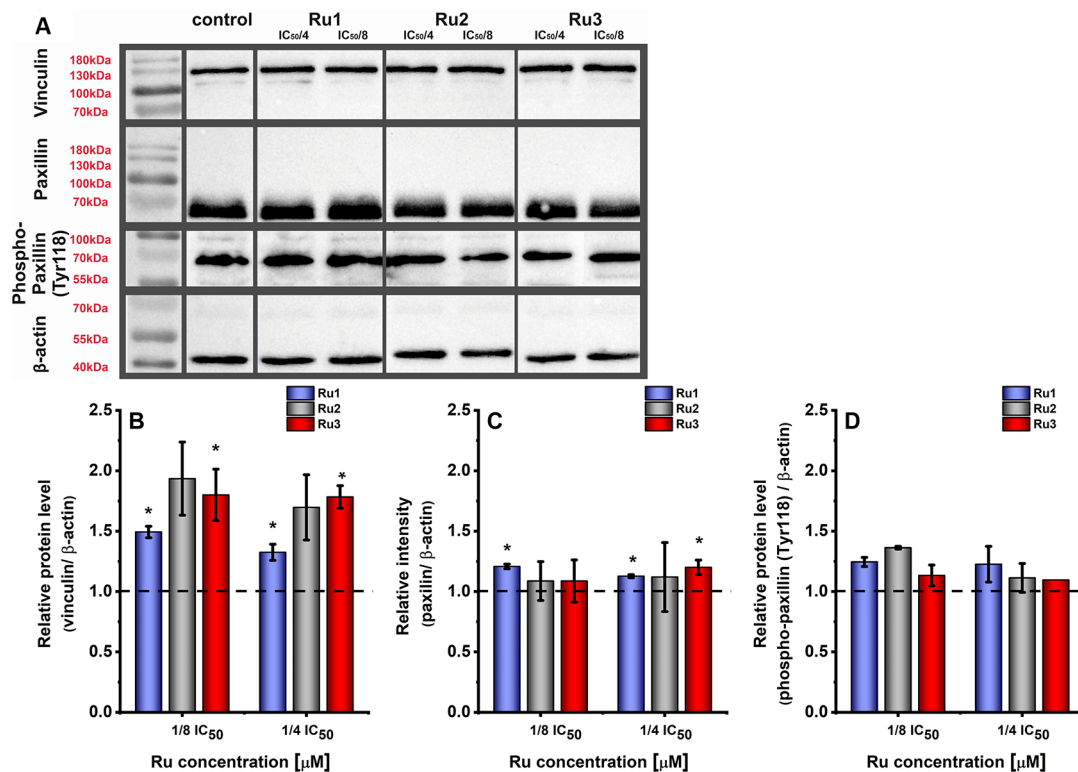 A
control Ru1 Ru2 Ru3
IC50/4 IC50/8 IC50/4 IC50/8 IC50/4 IC50/8
Vinculin
180kDa
130kDa
100kDa
70kDa
Paxillin
180kDa
130kDa
100kDa
70kDa
Phospho-
Paxillin
(Tyr118)
100kDa
70kDa
55kDa
β-actin
70kDa
55kDa
40kDa
B
Ru1
Ru2
Ru3
Relative protein level
(vinculin/ β-actin)
2.5
2.0
1.5
1.0
0.5
0.0
* * * *
1/8 IC50 1/4 IC50
Ru concentration [μM]
C
Ru1
Ru2
Ru3
Relative intensity
(paxilin/ β-actin)
2.5
2.0
1.5
1.0
0.5
0.0
* * *
1/8 IC50 1/4 IC50
Ru concentration [μM]
D
Ru1
Ru2
Ru3
Relative protein level
(phospho-paxillin (Tyr118) / β-actin)
2.5
2.0
1.5
1.0
0.5
0.0
1/8 IC50 1/4 IC50
Ru concentration [μM]